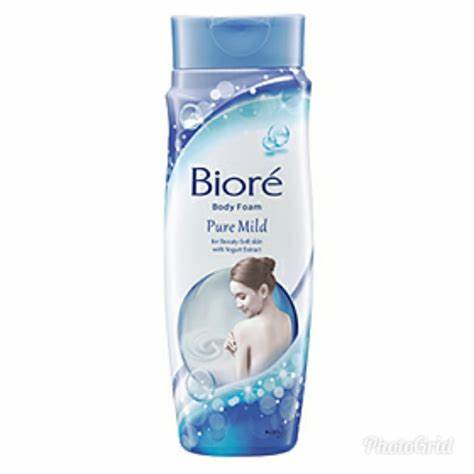 Bioré
Body Foam
Pure Mild
for Beauty Soft skin
with Yogurt Extract
PhotoGrid